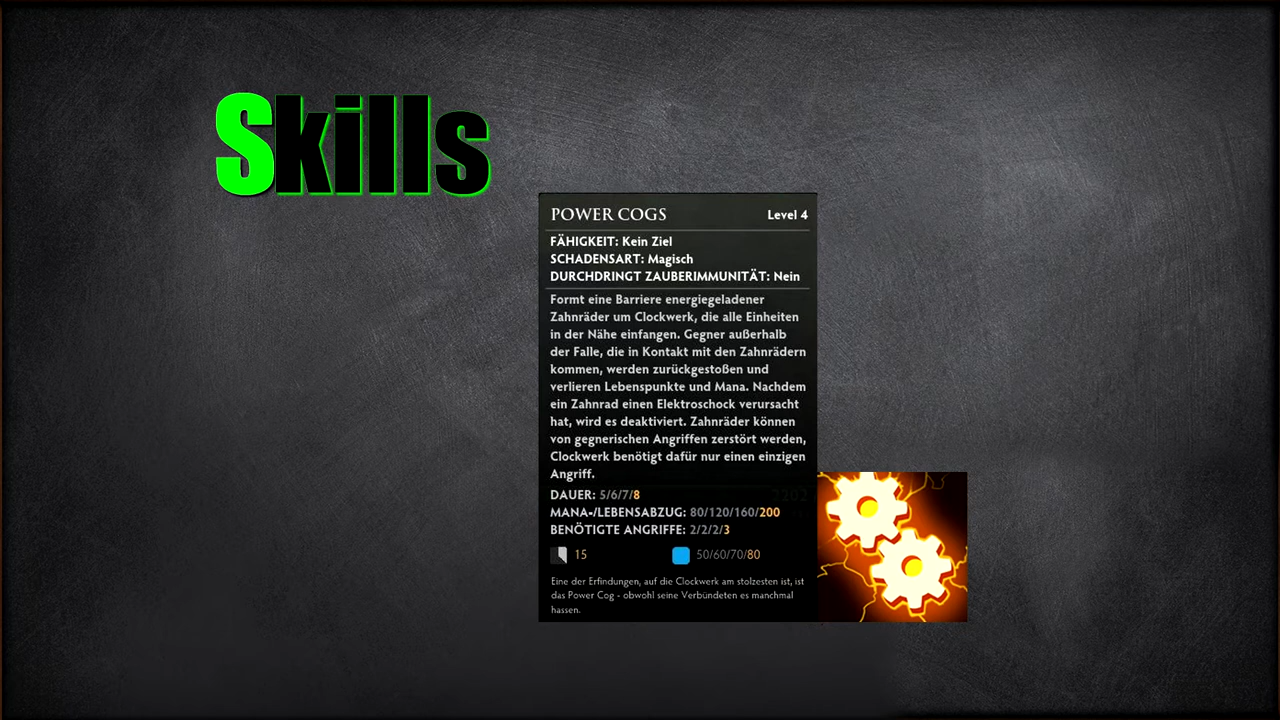 Skills
POWER COGS Level 4
FÄHIGKEIT: Kein Ziel
SCHADENSART: Magisch
DURCHDRINGT ZAUBERIMMUNITÄT: Nein
Formt eine Barriere energiegeladener
Zahnräder um Clockwerk, die alle Einheiten
in der Nähe einfangen. Gegner außerhalb
der Falle, die in Kontakt mit den Zahnrädern
kommen, werden zurückgestoßen und
verlieren Lebenspunkte und Mana. Nachdem
ein Zahnrad einen Elektroschock verursacht
hat, wird es deaktiviert. Zahnräder können
von gegnerischen Angriffen zerstört werden,
Clockwerk benötigt dafür nur einen einzigen
Angriff.
DAUER: 5/6/7/8
MANA-/LEBENSABZUG: 80/120/160/200
BENÖTIGTE ANGRIFFE: 2/2/2/3
15 50/60/70/80
Eine der Erfindungen, auf die Clockwerk am stolzesten ist, ist
das Power Cog - obwohl seine Verbündeten es manchmal
hassen.